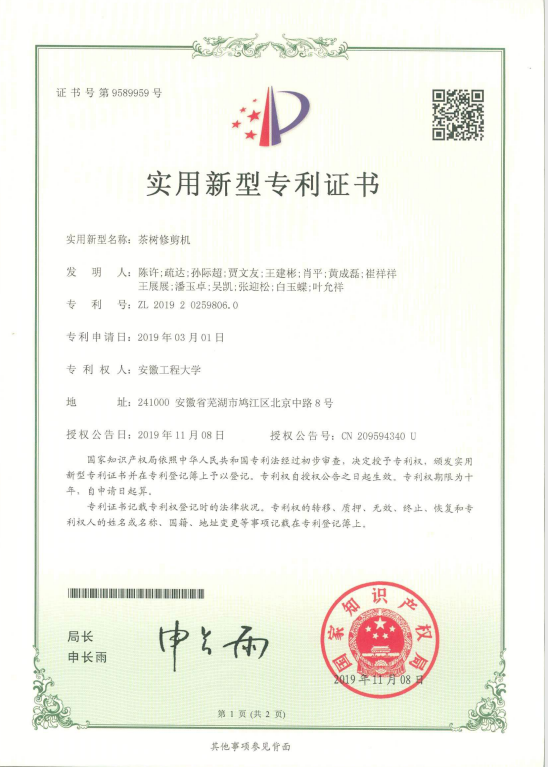 证书号第9589959号
实用新型专利证书
实用新型名称：茶树修剪机
发明人：陈许;疏达;孙际超;贾文友;王建彬;肖平;黄成磊;崔祥祥
王展展;潘玉卓;吴凯;张迎松;白玉蝶;叶允祥
专利号：ZL 2019 2 0259806.0
专利申请日：2019年03月01日
专利权人：安徽工程大学
地址：241000 安徽省芜湖市鸠江区北京中路8号
授权公告日：2019年11月08日 授权公告号：CN 209594340 U
国家知识产权局依照中华人民共和国专利法经过初步审查，决定授予专利权，颁发实用
新型专利证书并在专利登记簿上予以登记。专利权自授权公告之日起生效。专利权期限为十
年，自申请日起算。
专利证书记载专利权登记时的法律状况。专利权的转移、质押、无效、终止、恢复和专
利权人的姓名或名称、国籍、地址变更等事项记载在专利登记簿上。
局长
申长雨
申长雨
国家知识产权局
2019年11月08日
第1页(共2页)
其他事项参见背面